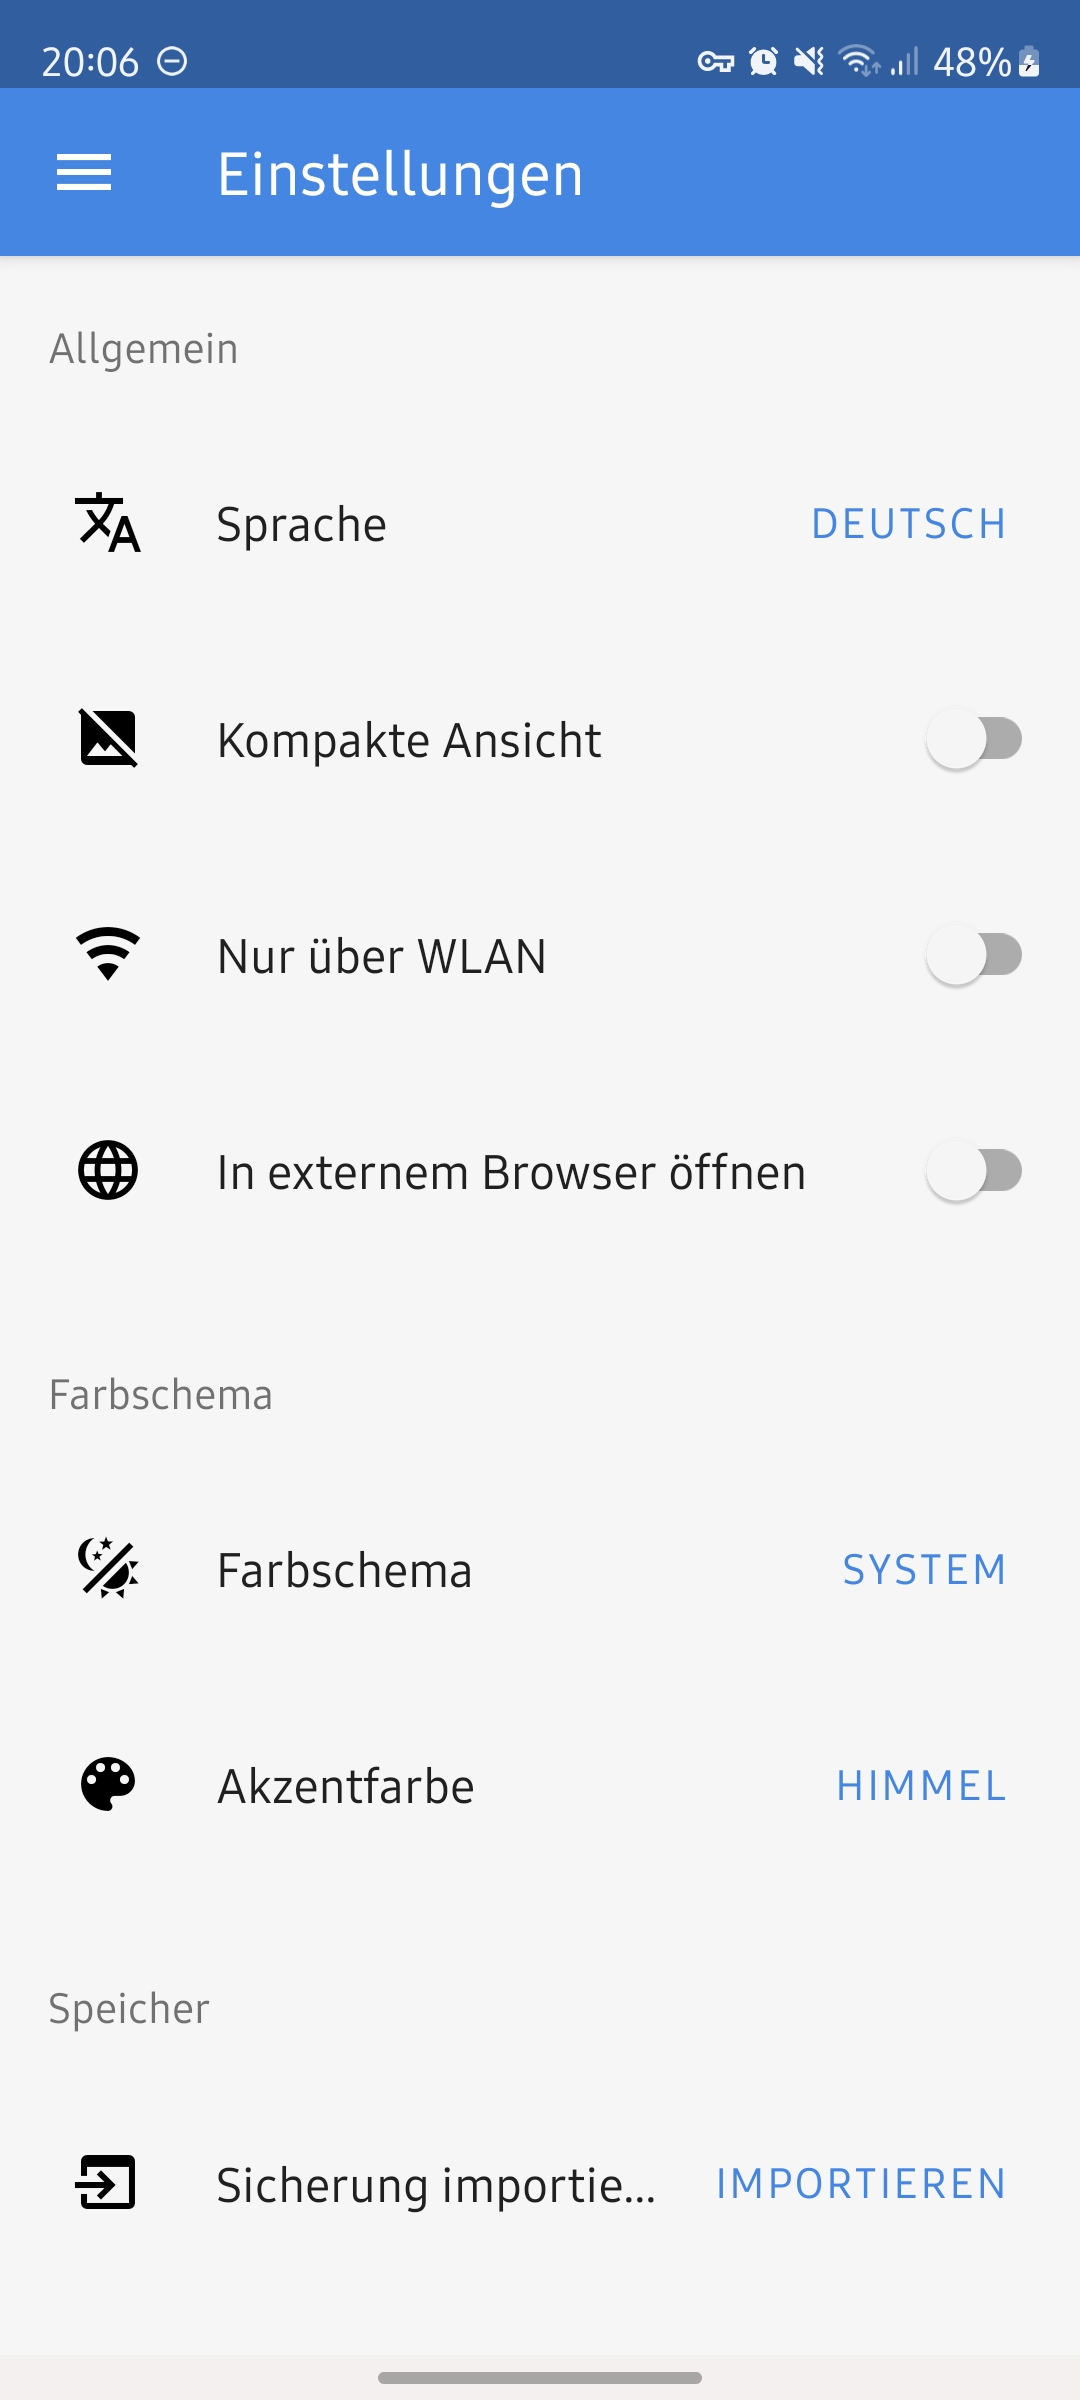 20:06 48%
Einstellungen
Allgemein
Sprache DEUTSCH
Kompakte Ansicht
Nur über WLAN
In externem Browser öffnen
Farbschema
Farbschema SYSTEM
Akzentfarbe HIMMEL
Speicher
Sicherung importie... IMPORTIEREN